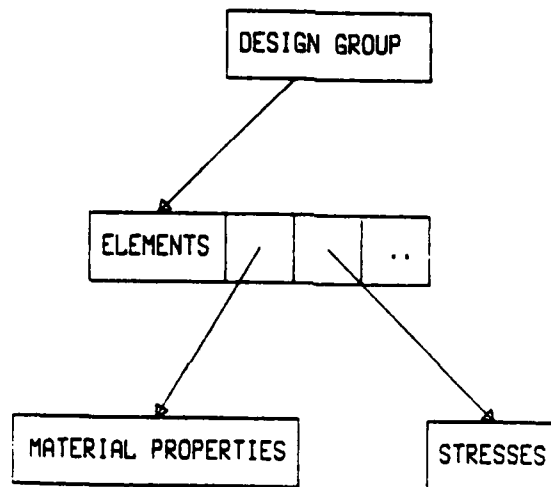 DESIGN GROUP
ELEMENTS
..
MATERIAL PROPERTIES
STRESSES